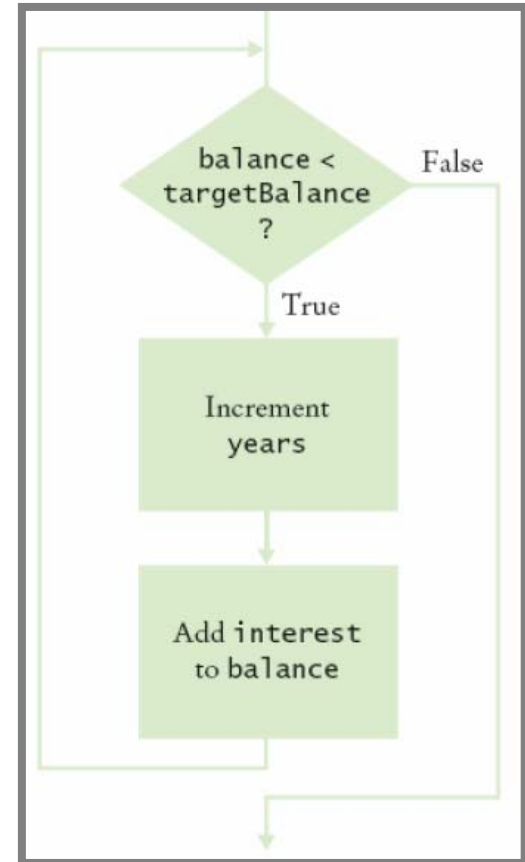 balance <
targetBalance
?
False
True
Increment
years
Add interest
to balance